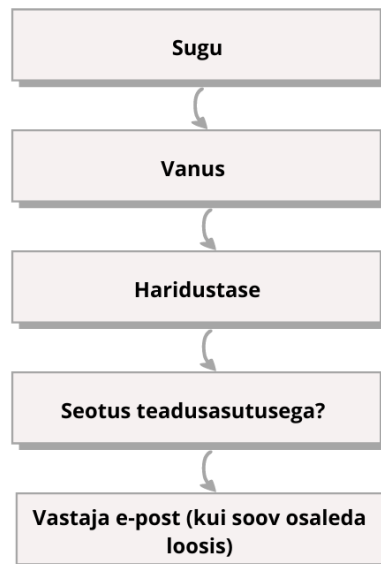 Sugu
Vanus
Haridustase
Seotus teadusasutusega?
Vastaja e-post (kui soov osaleda
loosis)